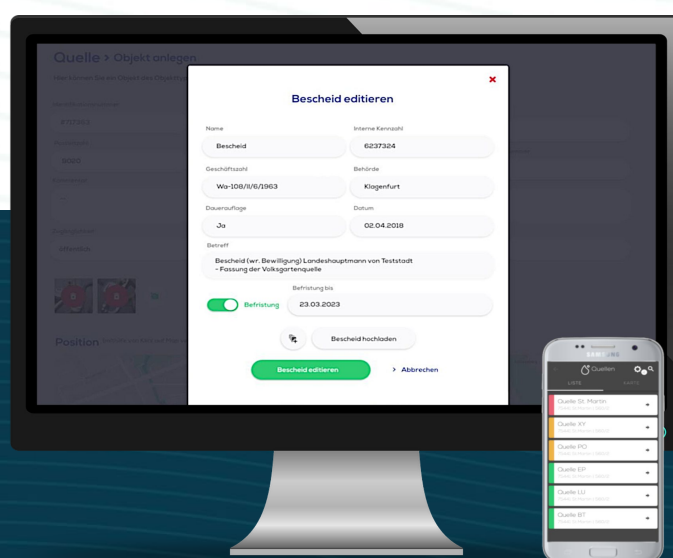 Quelle > Objekt anlegen
Bescheid editieren
Name
Interne Kennzahl
Bescheid
6237324
Geschäftszahl
Behörde
Wa-108/II/6/1963
Klagenfurt
Dauerauflage
Datum
Ja
02.04.2018
Betreff
Bescheid (wr. Bewilligung) Landeshauptmann von Teststadt
- Fassung der Volksgartenquelle
Befristung bis
Befristung
23.03.2023
Bescheid hochladen
Bescheid editieren
> Abbrechen
Position
SAMSUNG
Quellen
LISTE
KARTE
Quelle St. Martin
Quelle XY
Quelle PO
Quelle EP
Quelle LU
Quelle BT